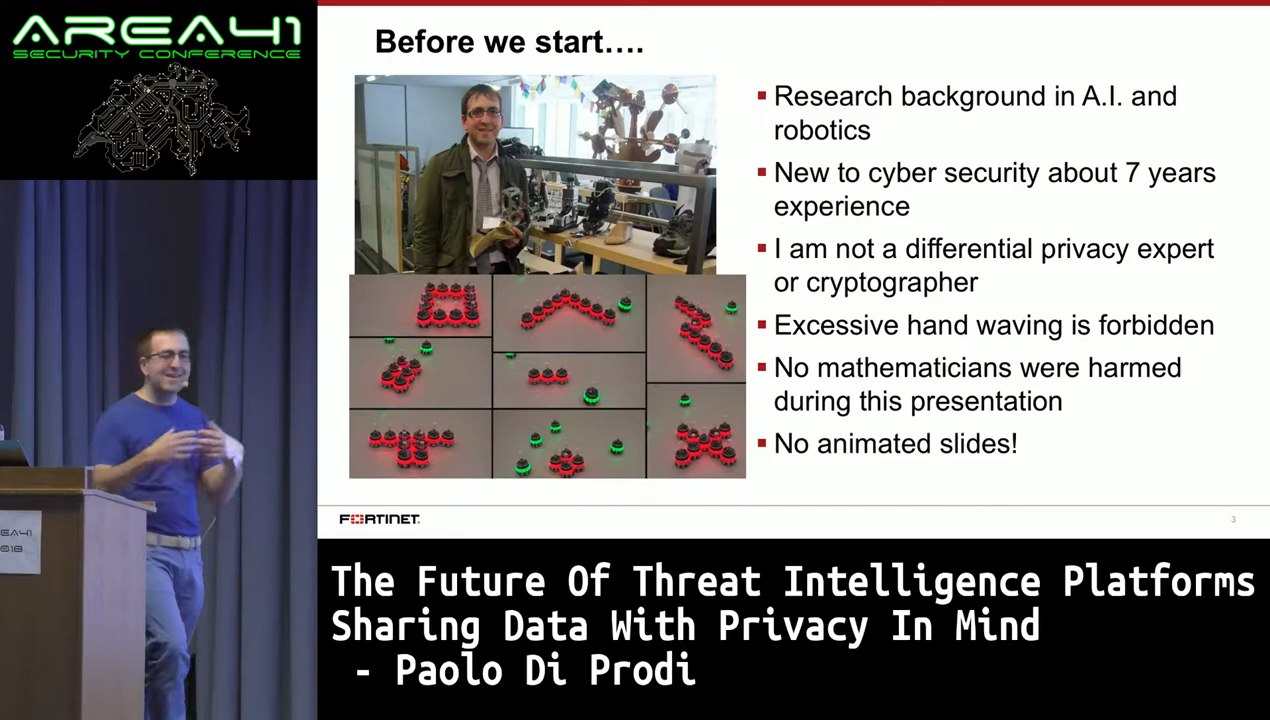 AREA41
SECURITY CONFERENCE
Before we start....
Research background in A.I. and
robotics
New to cyber security about 7 years
experience
I am not a differential privacy expert
or cryptographer
Excessive hand waving is forbidden
No mathematicians were harmed
during this presentation
No animated slides!
FORTINET
3
EA41
018
The Future Of Threat Intelligence Platforms
Sharing Data With Privacy In Mind
- Paolo Di Prodi